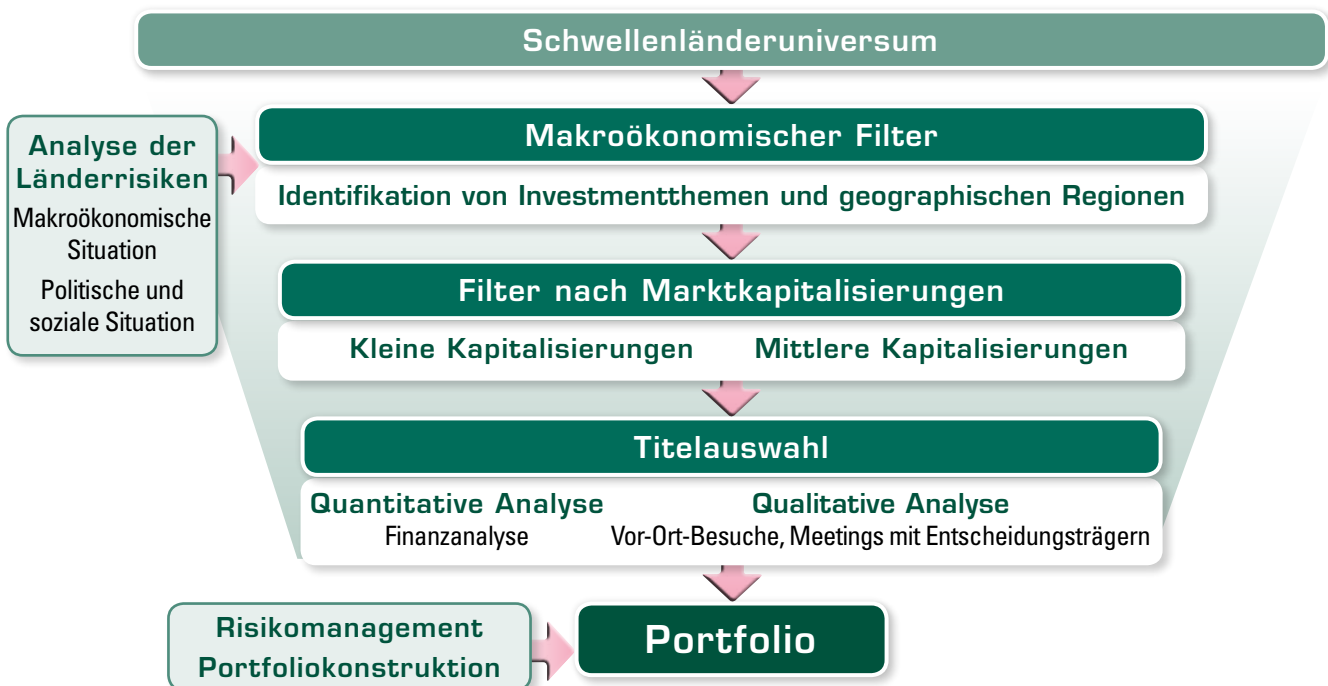 Schwellenländeruniversum
Makroökonomischer Filter
Identifikation von Investmentthemen und geographischen Regionen
Analyse der
Länderrisiken
Makroökonomische
Situation
Politische und
soziale Situation
Filter nach Marktkapitalisierungen
Kleine Kapitalisierungen Mittlere Kapitalisierungen
Titelauswahl
Quantitative Analyse Qualitative Analyse
Finanzanalyse Vor-Ort-Besuche, Meetings mit Entscheidungsträgern
Risikomanagement
Portfoliokonstruktion
Portfolio